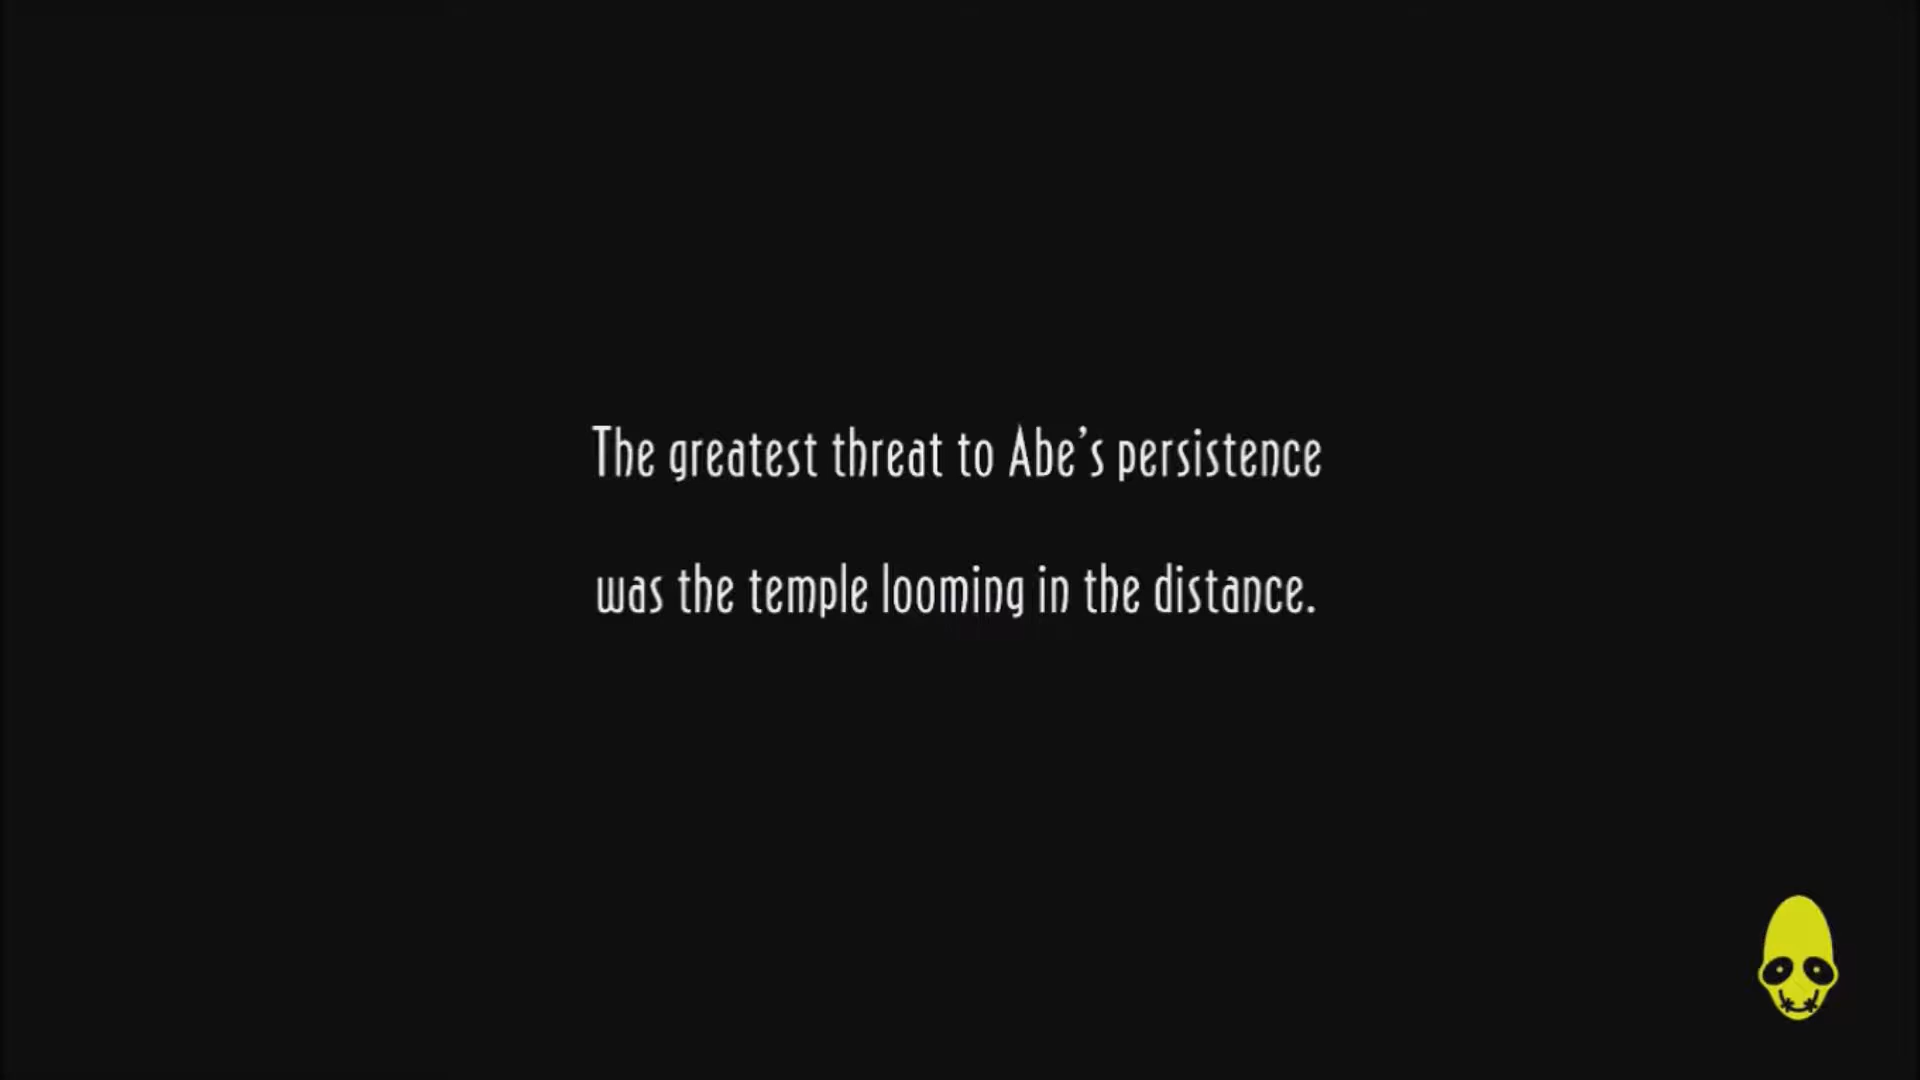 The greatest threat to Abe’s persistence
was the temple looming in the distance.